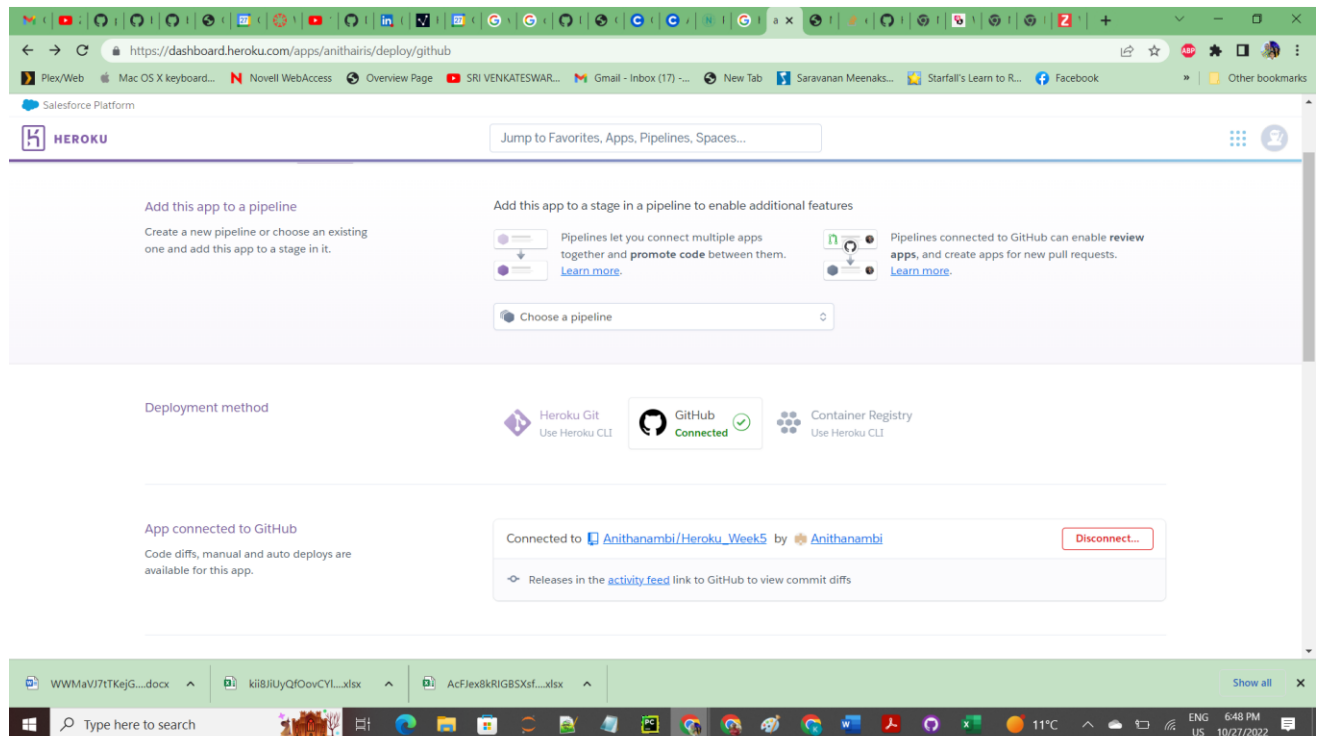 https://dashboard.heroku.com/apps/anithairis/deploy/github
Plex/Web Mac OS X keyboard... Novell WebAccess Overview Page SRI VENKATESWAR... Gmail - Inbox (17) -... New Tab Saravanan Meenaks... Starfall's Learn to R... Facebook » Other bookmarks
Salesforce Platform
HEROKU
Jump to Favorites, Apps, Pipelines, Spaces...
Add this app to a pipeline
Create a new pipeline or choose an existing
one and add this app to a stage in it.
Add this app to a stage in a pipeline to enable additional features
Pipelines let you connect multiple apps
together and promote code between them.
Learn more.
Pipelines connected to GitHub can enable review
apps, and create apps for new pull requests.
Learn more.
Choose a pipeline
Deployment method
Heroku Git
Use Heroku CLI
GitHub
Connected
Container Registry
Use Heroku CLI
App connected to GitHub
Code diffs, manual and auto deploys are
available for this app.
Connected to Anithanambi/Heroku_Week5 by Anithanambi
Disconnect...
Releases in the activity feed link to GitHub to view commit diffs
WWMaVJ7tTKejG....docx
kii8JiUyQfOovCYl....xlsx
AcFJex8kRIGBSXsf....xlsx
Show all
Type here to search
11°C
ENG
US
6:48 PM
10/27/2022